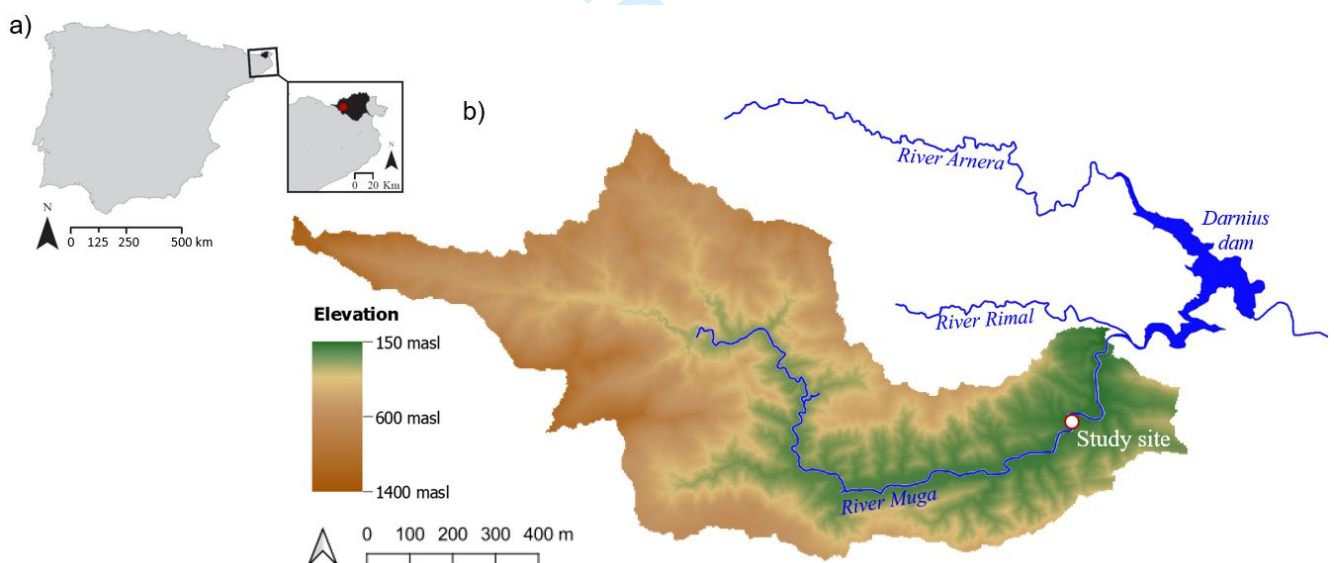 a)
N
0 125 250 500 km
N
0 20 Km
b)
River Arnera
Darnius
dam
River Rimal
Elevation
150 masl
600 masl
1400 masl
Study site
River Muga
0 100 200 300 400 m